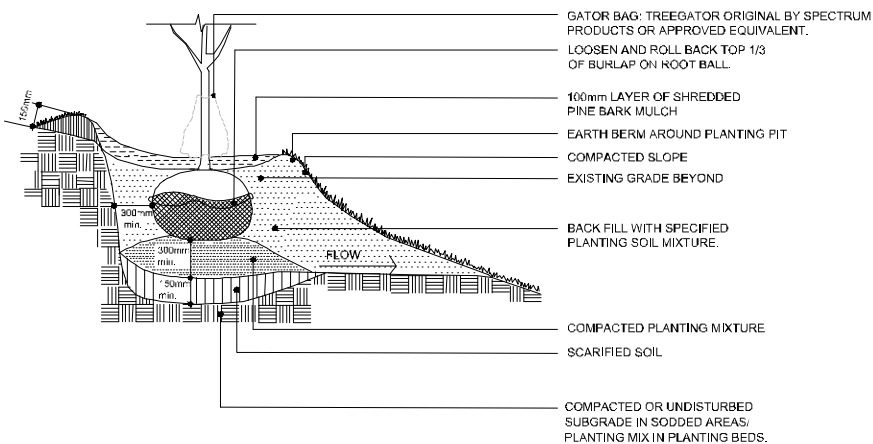 GATOR BAG: TREEGATOR ORIGINAL BY SPECTRUM
PRODUCTS OR APPROVED EQUIVALENT.
LOOSEN AND ROLL BACK TOP 1/3
OF BURLAP ON ROOT BALL.
100mm LAYER OF SHREDDED
PINE BARK MULCH
EARTH BERM AROUND PLANTING PIT
COMPACTED SLOPE
EXISTING GRADE BEYOND
BACK FILL WITH SPECIFIED
PLANTING SOIL MIXTURE.
COMPACTED PLANTING MIXTURE
SCARIFIED SOIL
COMPACTED OR UNDISTURBED
SUBGRADE IN SODDED AREAS/
PLANTING MIX IN PLANTING BEDS.
150mm
300mm
min.
300mm
min.
150mm
min.
FLOW